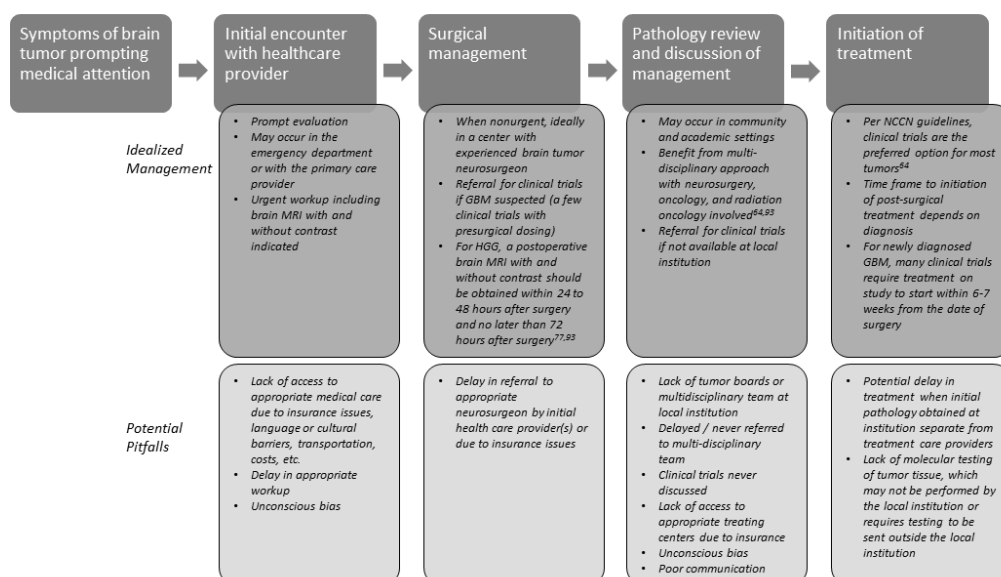 Symptoms of brain
tumor prompting
medical attention
Initial encounter
with healthcare
provider
Surgical
management
Pathology review
and discussion of
management
Initiation of
treatment
Idealized
Management
• Prompt evaluation
• May occur in the
emergency department
or with the primary care
provider
• Urgent workup including
brain MRI with and
without contrast
indicated
• When nonurgent, ideally
in a center with
experienced brain tumor
neurosurgeon
• Referral for clinical trials
if GBM suspected (a few
clinical trials with
presurgical dosing)
• For HGG, a postoperative
brain MRI with and
without contrast should
be obtained within 24 to
48 hours after surgery
and no later than 72
hours after surgery77,93
• May occur in community
and academic settings
• Benefit from multi-
disciplinary approach
with neurosurgery,
oncology, and radiation
oncology involved64,93
• Referral for clinical trials
if not available at local
institution
• Per NCCN guidelines,
clinical trials are the
preferred option for most
tumors64
• Time frame to initiation
of post-surgical
treatment depends on
diagnosis
• For newly diagnosed
GBM, many clinical trials
require treatment on
study to start within 6-7
weeks from the date of
surgery
Potential
Pitfalls
• Lack of access to
appropriate medical care
due to insurance issues,
language or cultural
barriers, transportation,
costs, etc.
• Delay in appropriate
workup
• Unconscious bias
• Delay in referral to
appropriate
neurosurgeon by initial
health care provider(s) or
due to insurance issues
• Lack of tumor boards or
multidisciplinary team at
local institution
• Delayed / never referred
to multi-disciplinary
team
• Clinical trials never
discussed
• Lack of access to
appropriate treating
centers due to insurance
• Unconscious bias
• Poor communication
• Potential delay in
treatment when initial
pathology obtained at
institution separate from
treatment care providers
• Lack of molecular testing
of tumor tissue, which
may not be performed by
the local institution or
requires testing to be
sent outside the local
institution